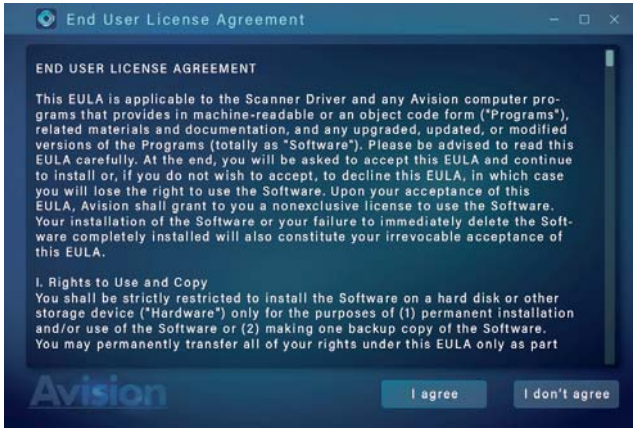 End User License Agreement
END USER LICENSE AGREEMENT
This EULA is applicable to the Scanner Driver and any Avision computer pro-
grams that provides in machine-readable or an object code form ("Programs"),
related materials and documentation, and any upgraded, updated, or modified
versions of the Programs (totally as "Software"). Please be advised to read this
EULA carefully. At the end, you will be asked to accept this EULA and continue
to install or, if you do not wish to accept, to decline this EULA, in which case
you will lose the right to use the Software. Upon your acceptance of this
EULA, Avision shall grant to you a nonexclusive license to use the Software.
Your installation of the Software or your failure to immediately delete the Soft-
ware completely installed will also constitute your irrevocable acceptance of
this EULA.
I. Rights to Use and Copy
You shall be strictly restricted to install the Software on a hard disk or other
storage device ("Hardware") only for the purposes of (1) permanent installation
and/or use of the Software or (2) making one backup copy of the Software.
You may permanently transfer all of your rights under this EULA only as part
Avision
I agree
I don't agree